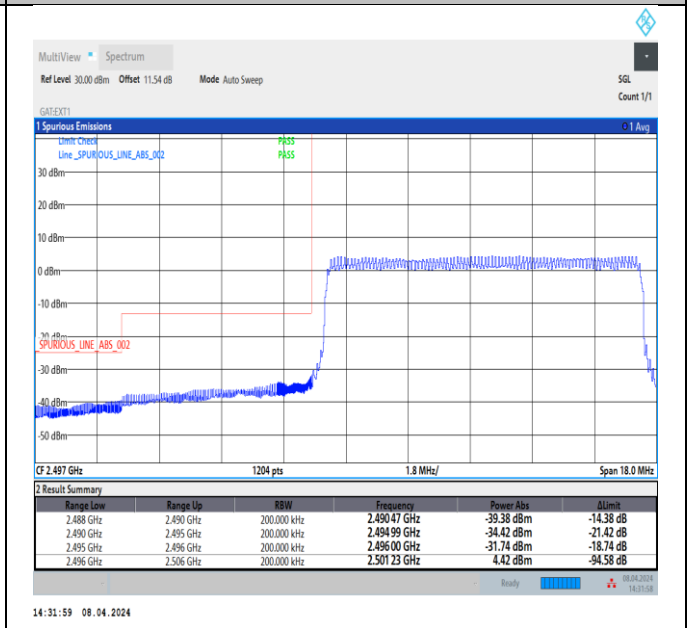 MultiView Spectrum
Ref Level 30.00 dBm Offset 11.54 dB Mode Auto Sweep SGL
Count 1/1
GAT:EXT1
1 Spurious Emissions 1 Avg
Limit Check PASS
Line _SPURIOUS_LINE_ABS_002 PASS
30 dBm
20 dBm
10 dBm
0 dBm
-10 dBm
-20 dBm
_SPURIOUS_LINE_ABS_002
-30 dBm
-40 dBm
-50 dBm
CF 2.497 GHz 1204 pts 1.8 MHz/ Span 18.0 MHz
2 Result Summary
Range Low Range Up RBW Frequency Power Abs ΔLimit
2.488 GHz 2.490 GHz 200.000 kHz 2.490 47 GHz -39.38 dBm -14.38 dB
2.490 GHz 2.495 GHz 200.000 kHz 2.494 99 GHz -34.42 dBm -21.42 dB
2.495 GHz 2.496 GHz 200.000 kHz 2.496 00 GHz -31.74 dBm -18.74 dB
2.496 GHz 2.506 GHz 200.000 kHz 2.501 23 GHz 4.42 dBm -94.58 dB
Ready 08.04.2024
14:31:58
14:31:59 08.04.2024